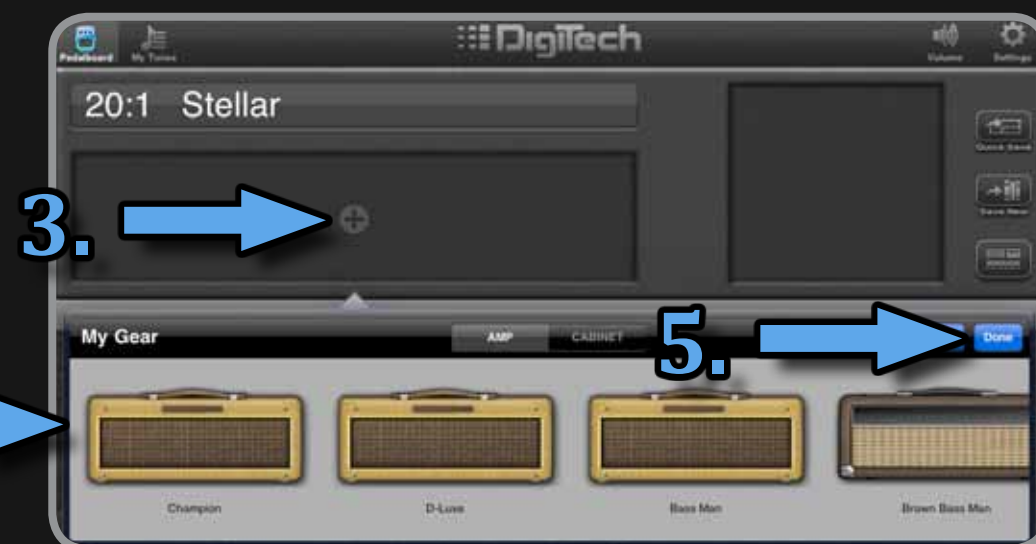 DigiTech
Pedalboard
My Tones
Volume
Settings
20:1 Stellar
Quick Save
Save New
3.
My Gear
AMP
CABINET
5.
Done
Champion
D-Luxe
Bass Man
Brown Bass Man